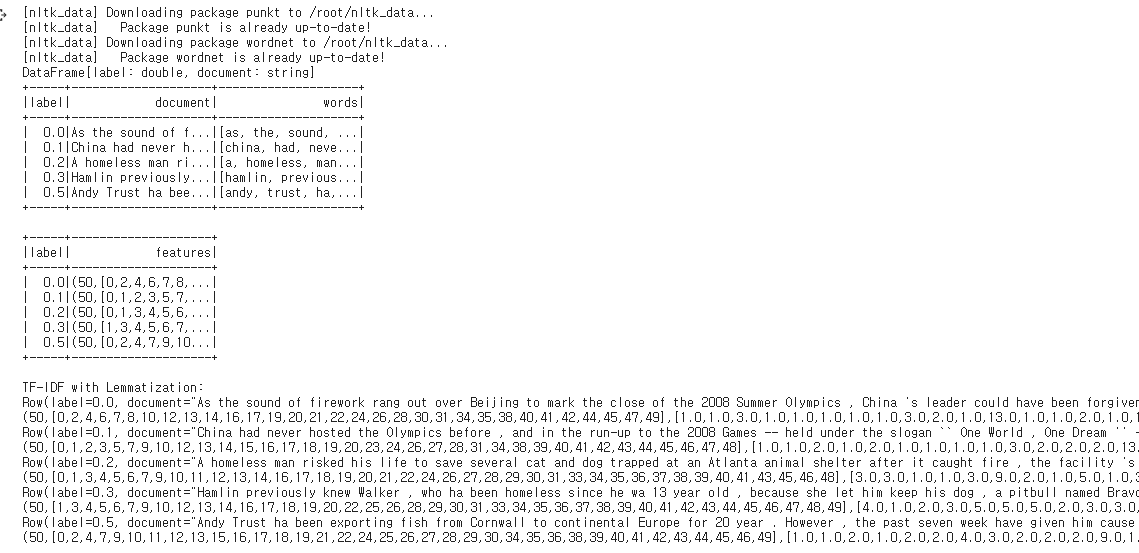 [nltk_data] Downloading package punkt to /root/nltk_data...
[nltk_data]   Package punkt is already up-to-date!
[nltk_data] Downloading package wordnet to /root/nltk_data...
[nltk_data]   Package wordnet is already up-to-date!
DataFrame[label: double, document: string]
+-----+--------------------+--------------------+
|label|            document|               words|
+-----+--------------------+--------------------+
|  0.0|As the sound of f...|[as, the, sound, ...|
|  0.1|China had never h...|[china, had, neve...|
|  0.2|A homeless man ri...|[a, homeless, man...|
|  0.3|Hamlin previously...|[hamlin, previous...|
|  0.5|Andy Trust ha bee...|[andy, trust, ha,...|
+-----+--------------------+--------------------+
+-----+--------------------+
|label|            features|
+-----+--------------------+
|  0.0|(50,[0,2,4,6,7,8,...|
|  0.1|(50,[0,1,2,3,5,7,...|
|  0.2|(50,[0,1,3,4,5,6,...|
|  0.3|(50,[1,3,4,5,6,7,...|
|  0.5|(50,[0,2,4,7,9,10...|
+-----+--------------------+
TF-IDF with Lemmatization:
Row(label=0.0, document="As the sound of firework rang out over Beijing to mark the close of the 2008 Summer Olympics , China 's leader could have been forgiven
(50,[0,2,4,6,7,8,10,12,13,14,16,17,19,20,21,22,24,26,28,30,31,34,35,38,40,41,42,44,45,47,49],[1.0,1.0,3.0,1.0,1.0,1.0,1.0,1.0,3.0,2.0,1.0,13.0,1.0,1.0,2.0,1.0,1
Row(label=0.1, document="China had never hosted the Olympics before , and in the run-up to the 2008 Games -- held under the slogan `` One World , One Dream '' -
(50,[0,1,2,3,5,7,9,10,12,13,14,15,16,17,19,20,23,24,26,27,28,31,34,38,39,40,41,42,43,44,45,46,47,48],[1.0,1.0,2.0,1.0,2.0,1.0,1.0,1.0,1.0,3.0,2.0,2.0,2.0,13.
Row(label=0.2, document="A homeless man risked his life to save several cat and dog trapped at an Atlanta animal shelter after it caught fire , the facility 's
(50,[0,1,3,4,5,6,7,9,10,11,12,13,14,16,17,18,19,21,22,24,26,27,28,29,30,31,33,34,35,36,37,38,39,40,41,43,45,46,48],[3.0,3.0,1.0,1.0,3.0,9.0,2.0,1.0,5.0,1.0,3
Row(label=0.3, document="Hamlin previously knew Walker , who ha been homeless since he wa 13 year old , because she let him keep his dog , a pitbull named Bravo
(50,[1,3,4,5,6,7,9,10,12,13,14,16,17,18,19,20,22,25,26,28,29,30,31,33,34,35,36,37,38,39,40,41,42,43,44,45,46,47,48,49],[4.0,1.0,2.0,3.0,5.0,5.0,2.0,3.0,3.0,
Row(label=0.5, document="Andy Trust ha been exporting fish from Cornwall to continental Europe for 20 year . However , the past seven week have given him cause
(50,[0,2,4,7,9,10,11,12,13,15,16,17,18,19,21,22,24,25,26,27,28,29,30,34,35,36,38,39,40,41,42,43,44,45,46,49],[1.0,1.0,2.0,1.0,2.0,2.0,4.0,3.0,2.0,2.0,2.0,9.0,1.